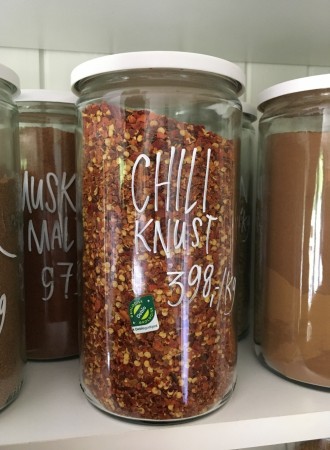 MUSK
MAL
97
CHILI
KNUST
398,-/KG